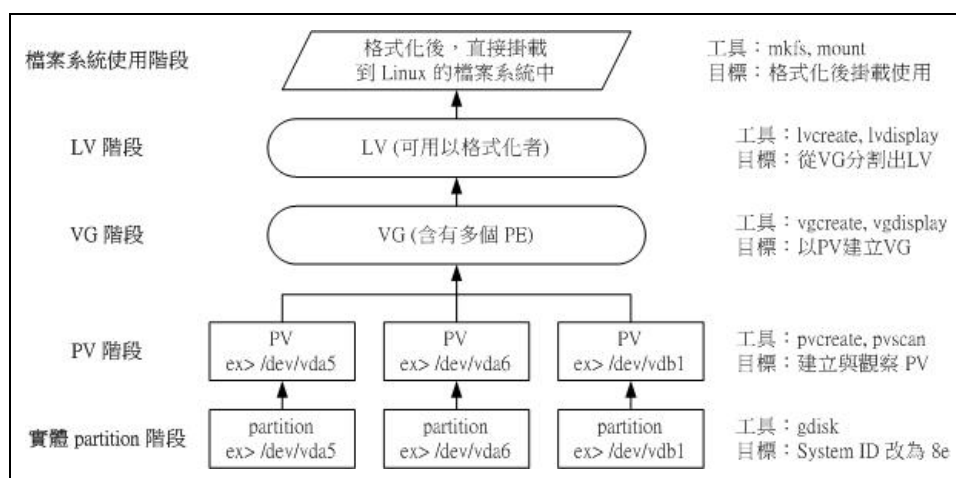 檔案系統使用階段
格式化後，直接掛載
到 Linux 的檔案系統中
工具：mkfs, mount
目標：格式化後掛載使用
LV 階段
LV (可用以格式化者)
工具：lvcreate, lvdisplay
目標：從VG分割出LV
VG 階段
VG (含有多個 PE)
工具：vgcreate, vgdisplay
目標：以PV建立VG
PV 階段
PV
ex> /dev/vda5
PV
ex> /dev/vda6
PV
ex> /dev/vdb1
工具：pvcreate, pvscan
目標：建立與觀察 PV
實體 partition 階段
partition
ex> /dev/vda5
partition
ex> /dev/vda6
partition
ex> /dev/vdb1
工具：gdisk
目標：System ID 改為 8e